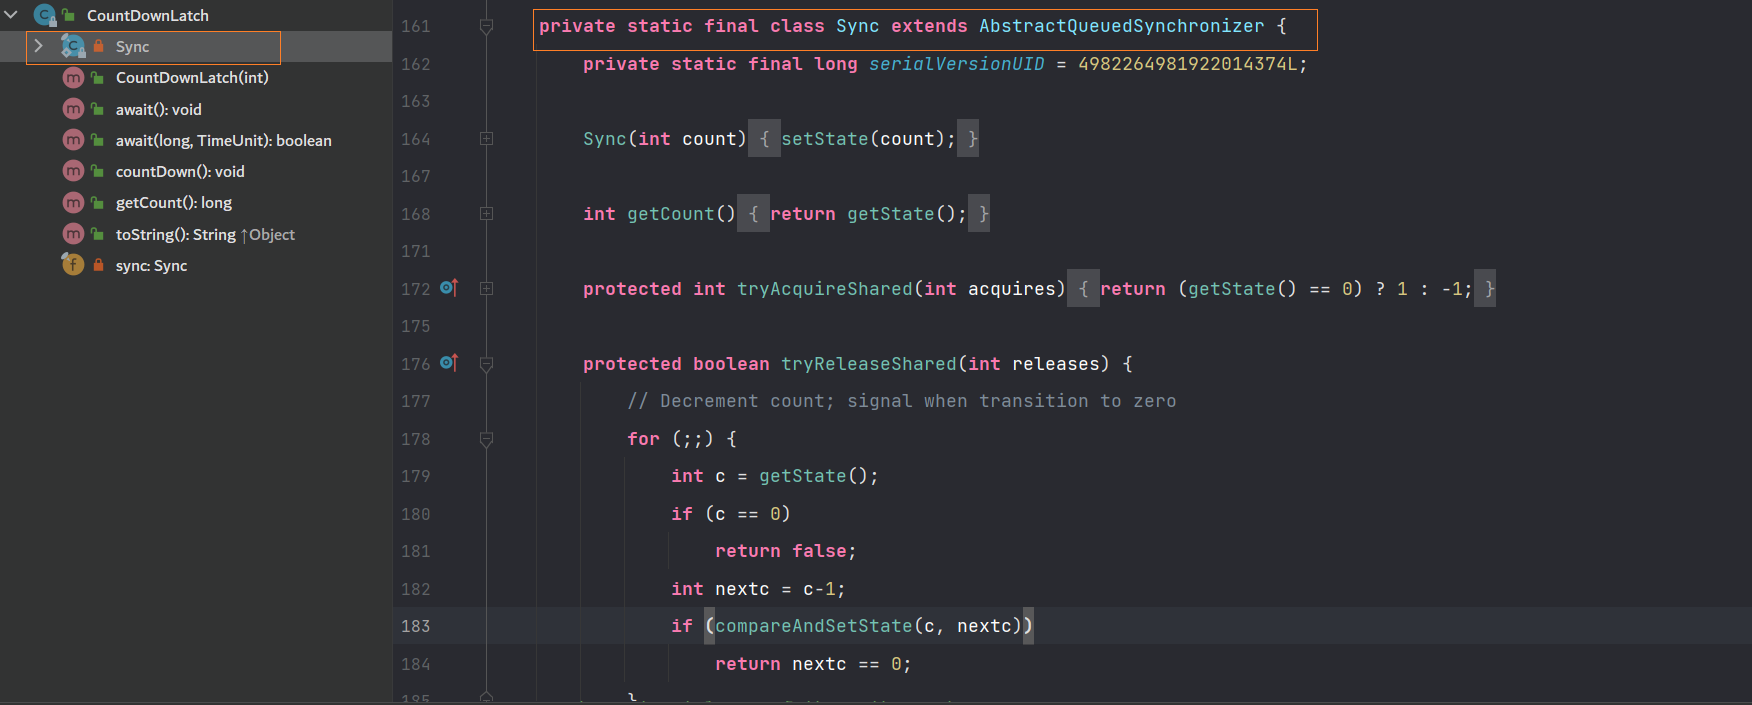 CountDownLatch
Sync
CountDownLatch(int)
await(): void
await(long, TimeUnit): boolean
countDown(): void
getCount(): long
toString(): String ↑Object
sync: Sync
161 private static final class Sync extends AbstractQueuedSynchronizer {
162 private static final long serialVersionUID = 4982264981922014374L;
163
164 Sync(int count) { setState(count); }
167
168 int getCount() { return getState(); }
171
172 protected int tryAcquireShared(int acquires) { return (getState() == 0) ? 1 : -1; }
175
176 protected boolean tryReleaseShared(int releases) {
177 // Decrement count; signal when transition to zero
178 for (;;) {
179 int c = getState();
180 if (c == 0)
181 return false;
182 int nextc = c-1;
183 if (compareAndSetState(c, nextc))
184 return nextc == 0;
185 }